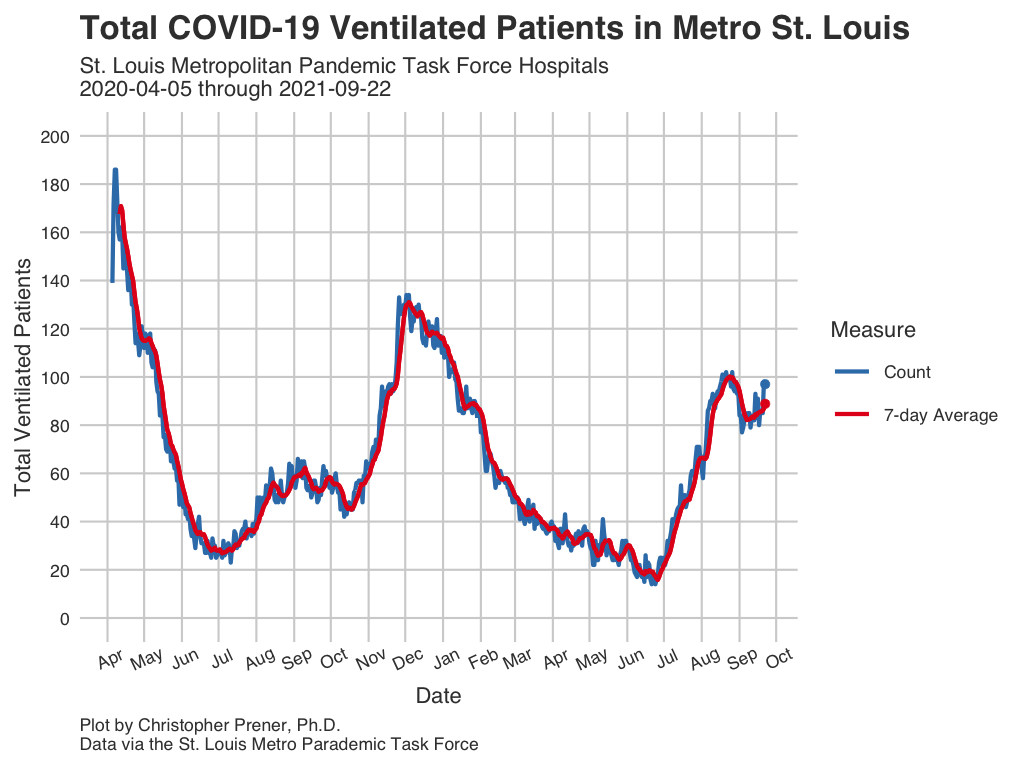 Total COVID-19 Ventilated Patients in Metro St. Louis
St. Louis Metropolitan Pandemic Task Force Hospitals
2020-04-05 through 2021-09-22
Total Ventilated Patients
200
180
160
140
120
100
80
60
40
20
0
Apr May Jun Jul Aug Sep Oct Nov Dec Jan Feb Mar Apr May Jun Jul Aug Sep Oct
Date
Measure
Count
7-day Average
Plot by Christopher Prener, Ph.D.
Data via the St. Louis Metro Parademic Task Force